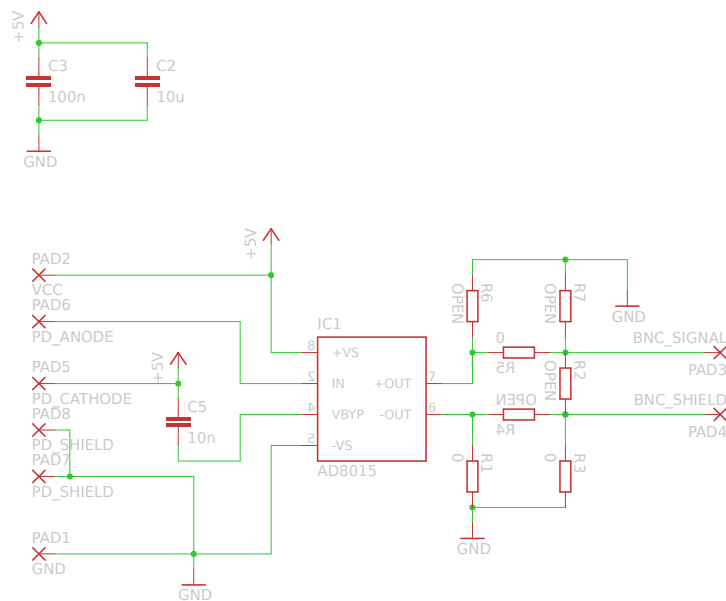 +5V
C3
C2
100n
10u
GND
+5V
PAD2
VCC
PAD6
PD_ANODE
PAD5
PD_CATHODE
PAD8
PD_SHIELD
PAD7
PD_SHIELD
PAD1
GND
+5V
C5
10n
GND
IC1
8
+VS
2
IN
+OUT
7
4
VBYP
-OUT
6
5
-VS
AD8015
R6
OPEN
R7
OPEN
GND
0
R5
R2
OPEN
OPEN
R4
R1
0
R3
0
GND
BNC_SIGNAL
PAD3
BNC_SHIELD
PAD4